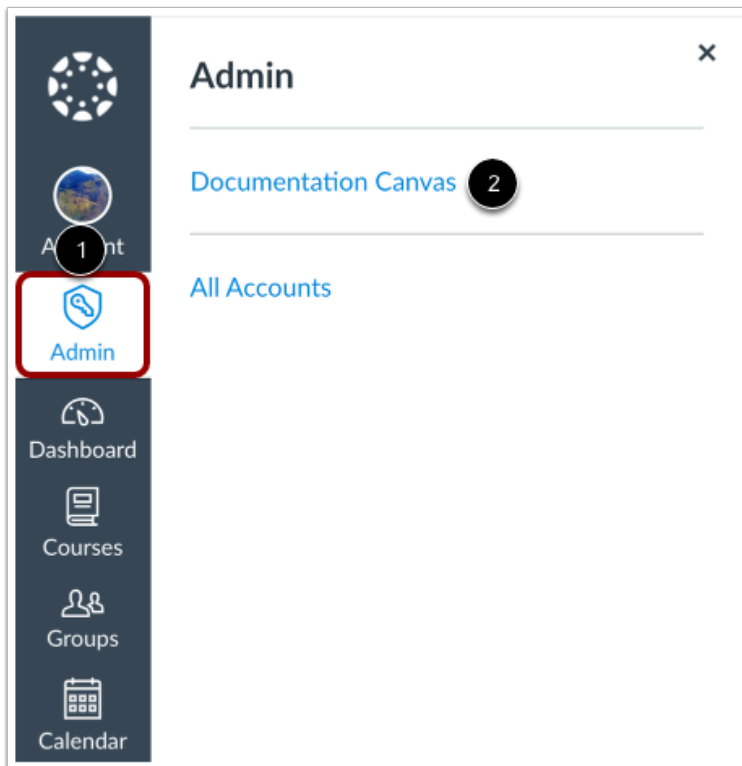 Admin
Documentation Canvas 2
All Accounts
1
Admin
Dashboard
Courses
Groups
Calendar